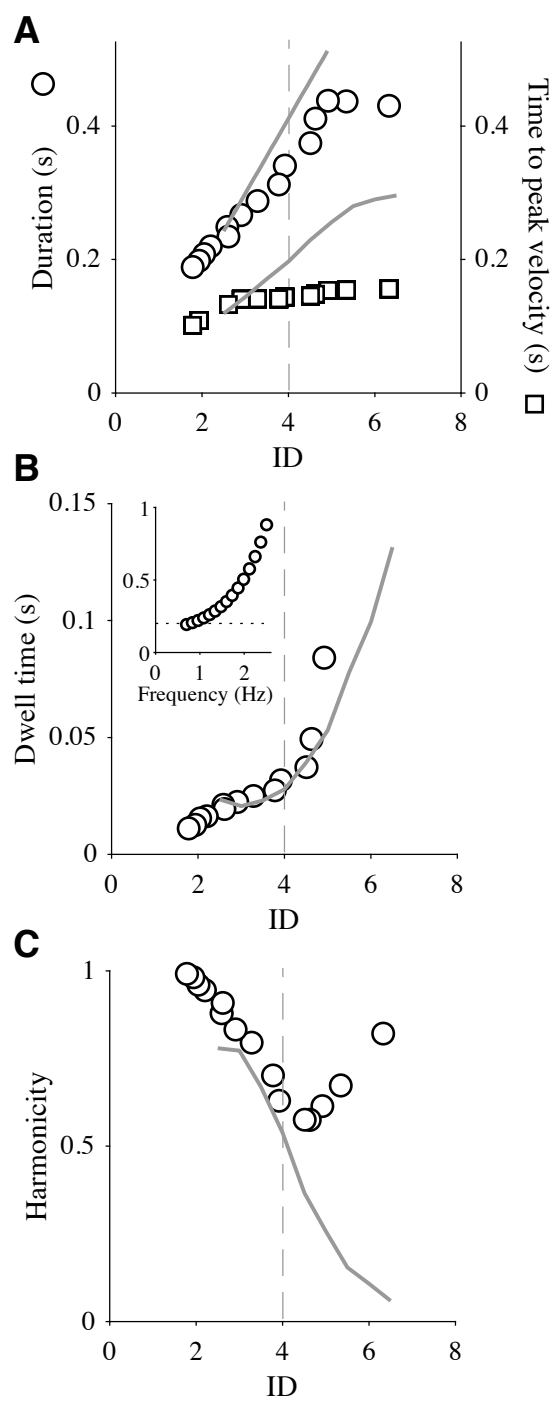 A
Duration (s)
0.4
0.2
0
0.4
0.2
0
Time to peak velocity (s)
0 2 4 6 8
ID
B
Dwell time (s)
0.15
0.1
0.05
0
1
0.5
0
0 1 2
Frequency (Hz)
0 2 4 6 8
ID
C
Harmonicity
1
0.5
0
0 2 4 6 8
ID